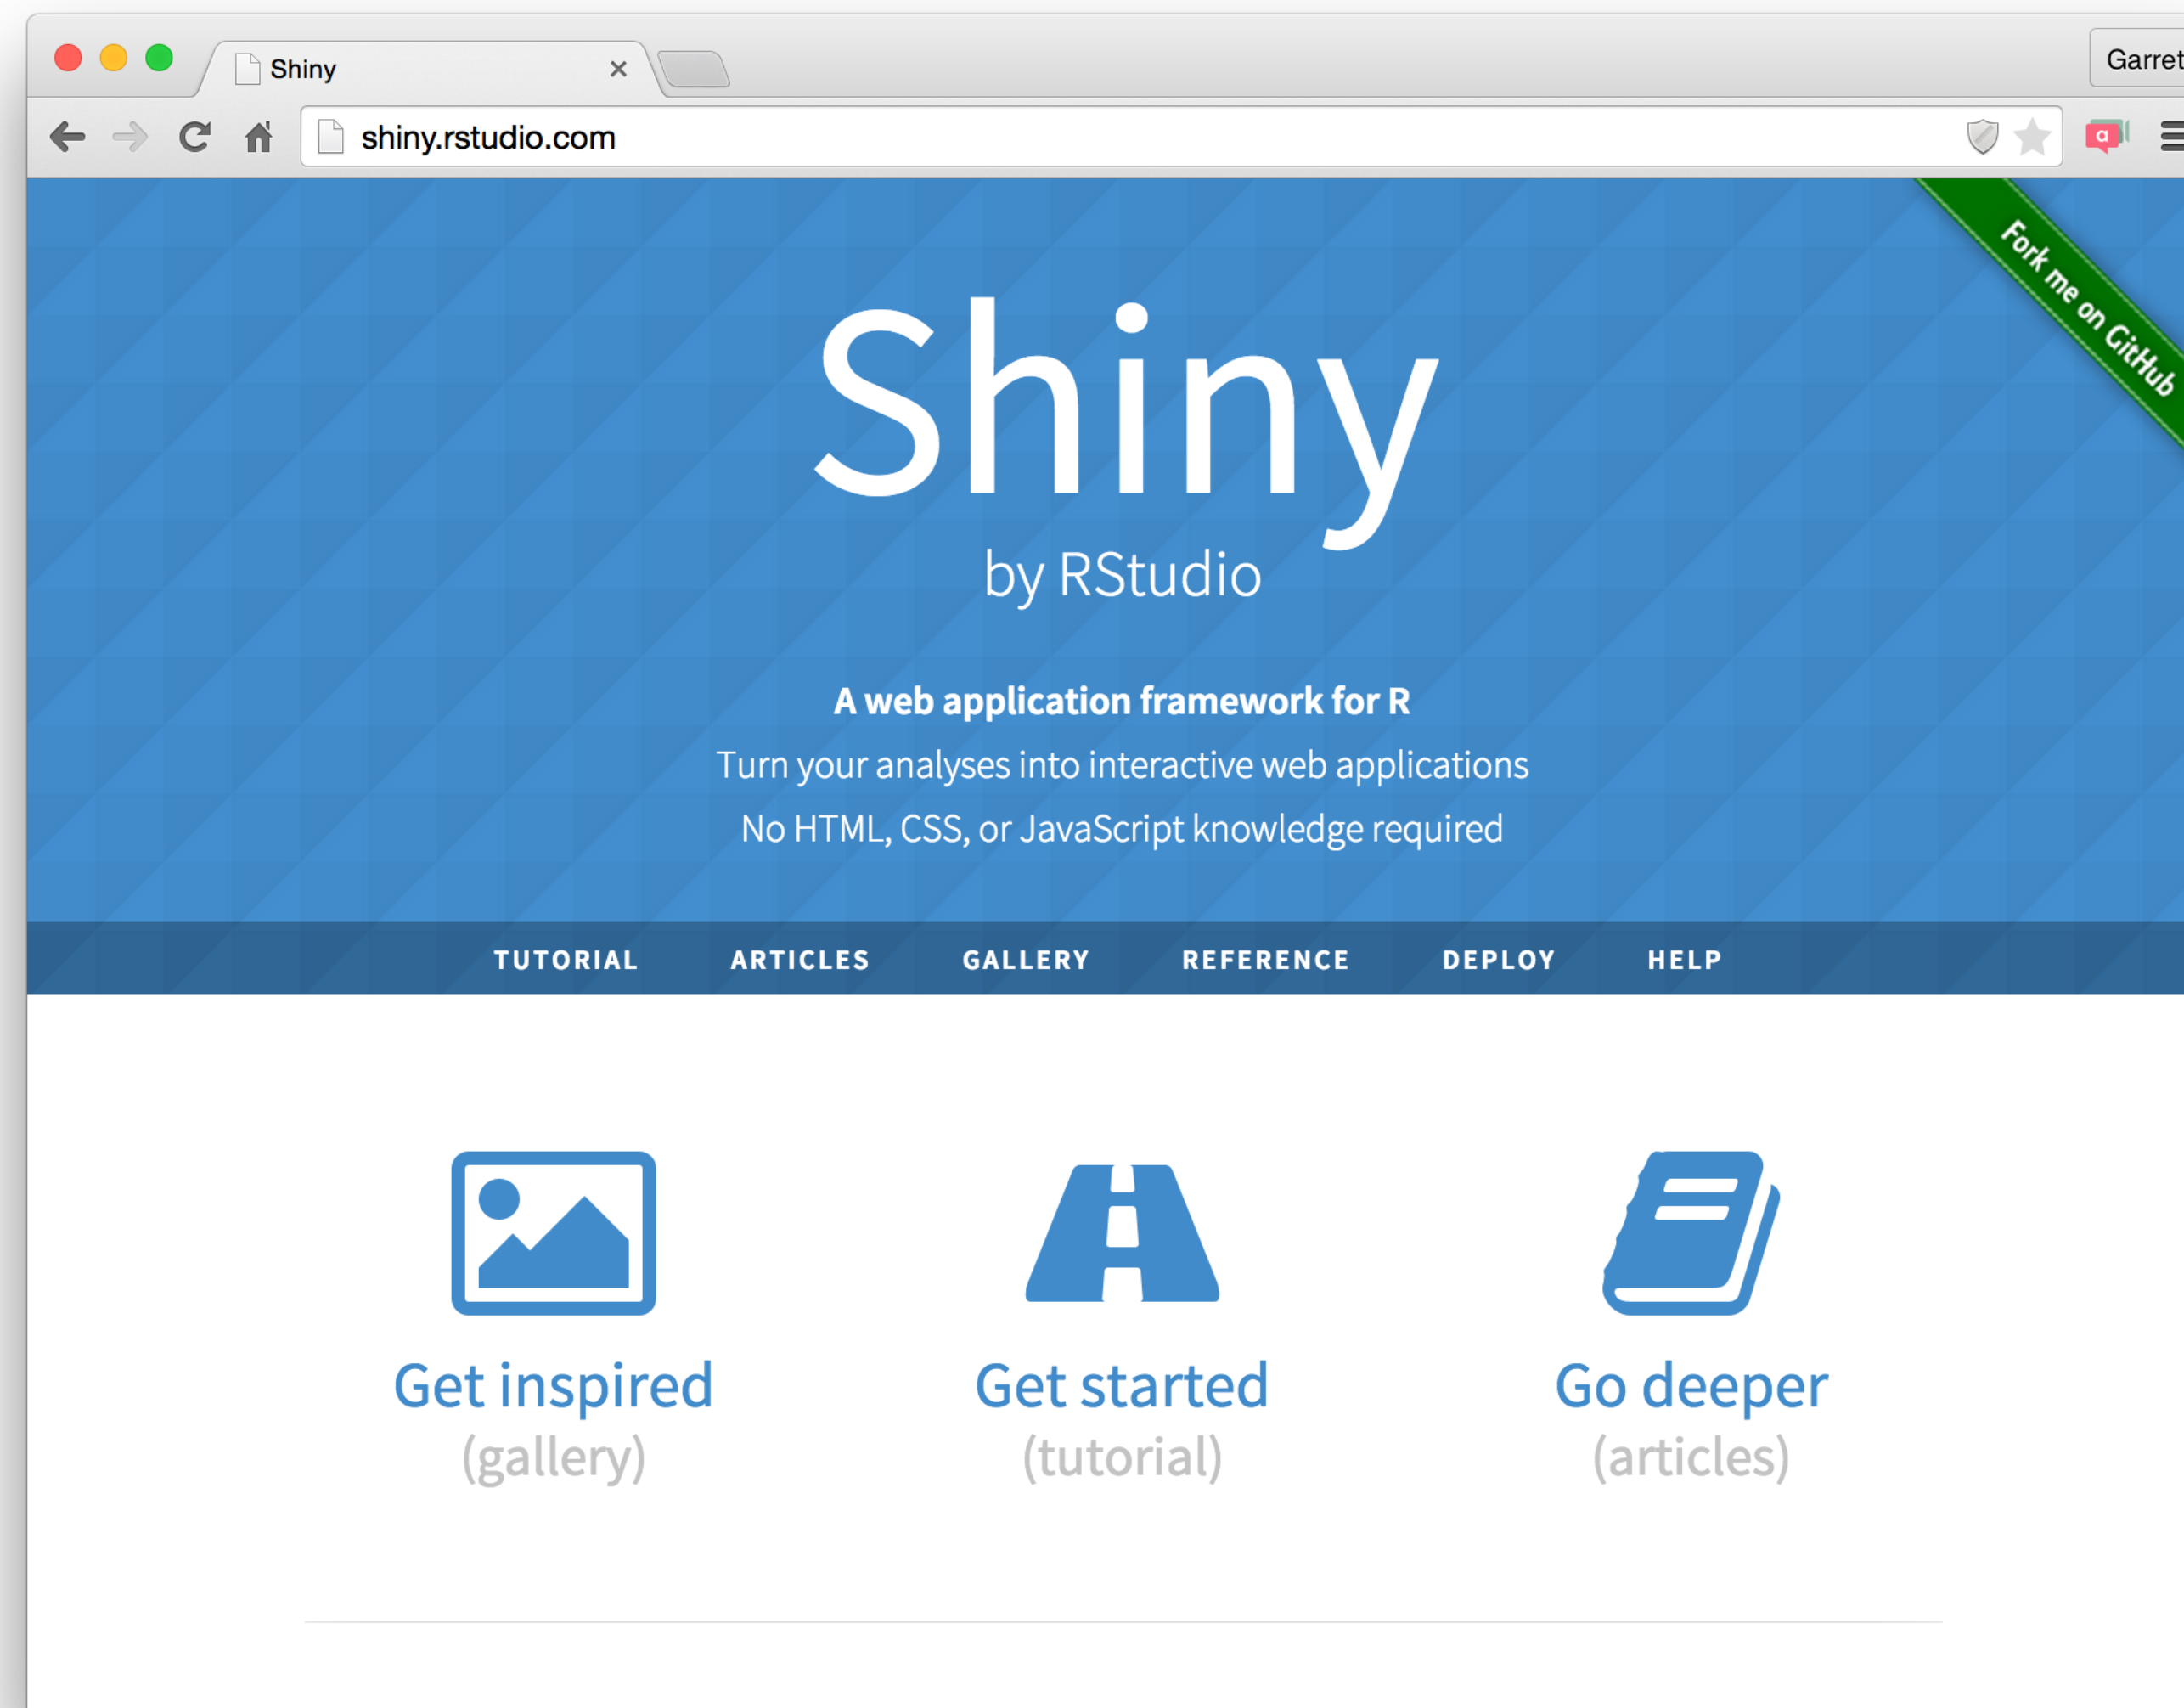 Shiny
Garret
shiny.rstudio.com
a
Fork me on GitHub
Shiny
by RStudio
A web application framework for R
Turn your analyses into interactive web applications
No HTML, CSS, or JavaScript knowledge required
TUTORIAL ARTICLES GALLERY REFERENCE DEPLOY HELP
Get inspired Get started Go deeper
(gallery) (tutorial) (articles)